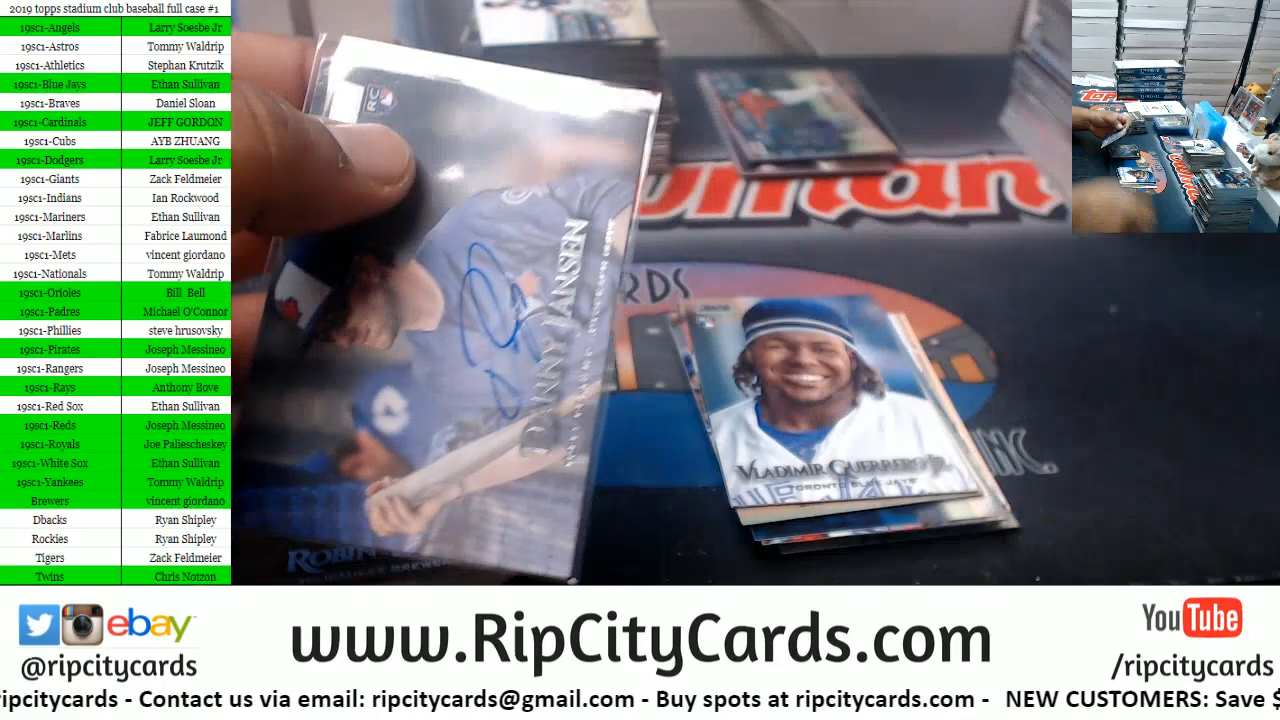 2019 topps stadium club baseball full case #1
19sc1-Angels Larry Soesbe Jr
19sc1-Astros Tommy Waldrip
19sc1-Athletics Stephan Krutzik
19sc1-Blue Jays Ethan Sullivan
19sc1-Braves Daniel Sloan
19sc1-Cardinals JEFF GORDON
19sc1-Cubs AYB ZHUANG
19sc1-Dodgers Larry Soesbe Jr
19sc1-Giants Zack Feldmeier
19sc1-Indians Ian Rockwood
19sc1-Mariners Ethan Sullivan
19sc1-Marlins Fabrice Laumond
19sc1-Mets vincent giordano
19sc1-Nationals Tommy Waldrip
19sc1-Orioles Bill Bell
19sc1-Padres Michael O'Connor
19sc1-Phillies steve hrusovsky
19sc1-Pirates Joseph Messineo
19sc1-Rangers Joseph Messineo
19sc1-Rays Anthony Bove
19sc1-Red Sox Ethan Sullivan
19sc1-Reds Joseph Messineo
19sc1-Royals Joe Paliescheskey
19sc1-White Sox Ethan Sullivan
19sc1-Yankees Tommy Waldrip
Brewers vincent giordano
Dbacks Ryan Shipley
Rockies Ryan Shipley
Tigers Zack Feldmeier
Twins Chris Notzon
RC
DANNY JANSEN
ROBIN
wman
RDS
VLADIMIR GUERRERO JR.
TORONTO BLUE JAYS
INC.
ebay
@ripcitycards
www.RipCityCards.com
YouTube
/ripcitycards
ripcitycards - Contact us via email: ripcitycards@gmail.com - Buy spots at ripcitycards.com - NEW CUSTOMERS: Save $